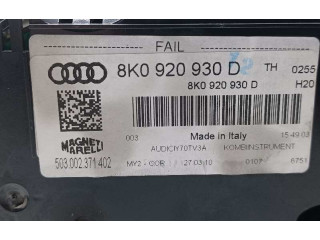 FAIL
8K0 920 930 D TH 0255
8K0 920 930 D H20
MAGNETI MARELLI
503.002.371.402
003 Made in Italy 15:49:03
AUDICIY70TV3A KOMBIINSTRUMENT
MY2 - COR 27.03.10 0107 6751